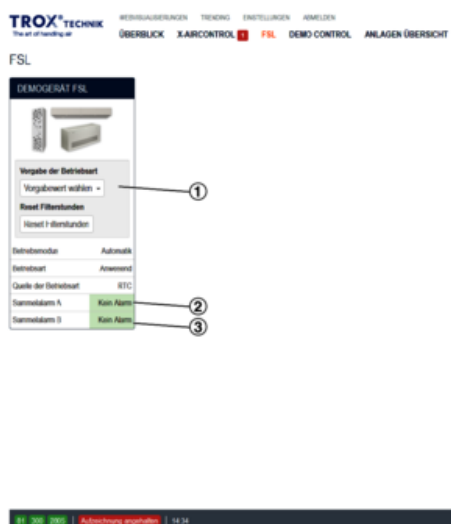 TROX® TECHNIK
The art of handling air
WEBVISUALISIERUNGEN TRENDING EINSTELLUNGEN ABMELDEN
ÜBERBLICK X-AIRCONTROL 1 FSL DEMO CONTROL ANLAGEN ÜBERSICHT
FSL
DEMOGERÄT FSL
Vorgabe der Betriebsart
Vorgabewert wählen
1
Reset Filterstunden
Reset Filterstunden
Betriebsmodus Automatik
Betriebsart Anwesend
Quelle der Betriebsart RTC
Sammelalarm A Kein Alarm
2
Sammelalarm B Kein Alarm
3
Aufzeichnung angehalten 14:34